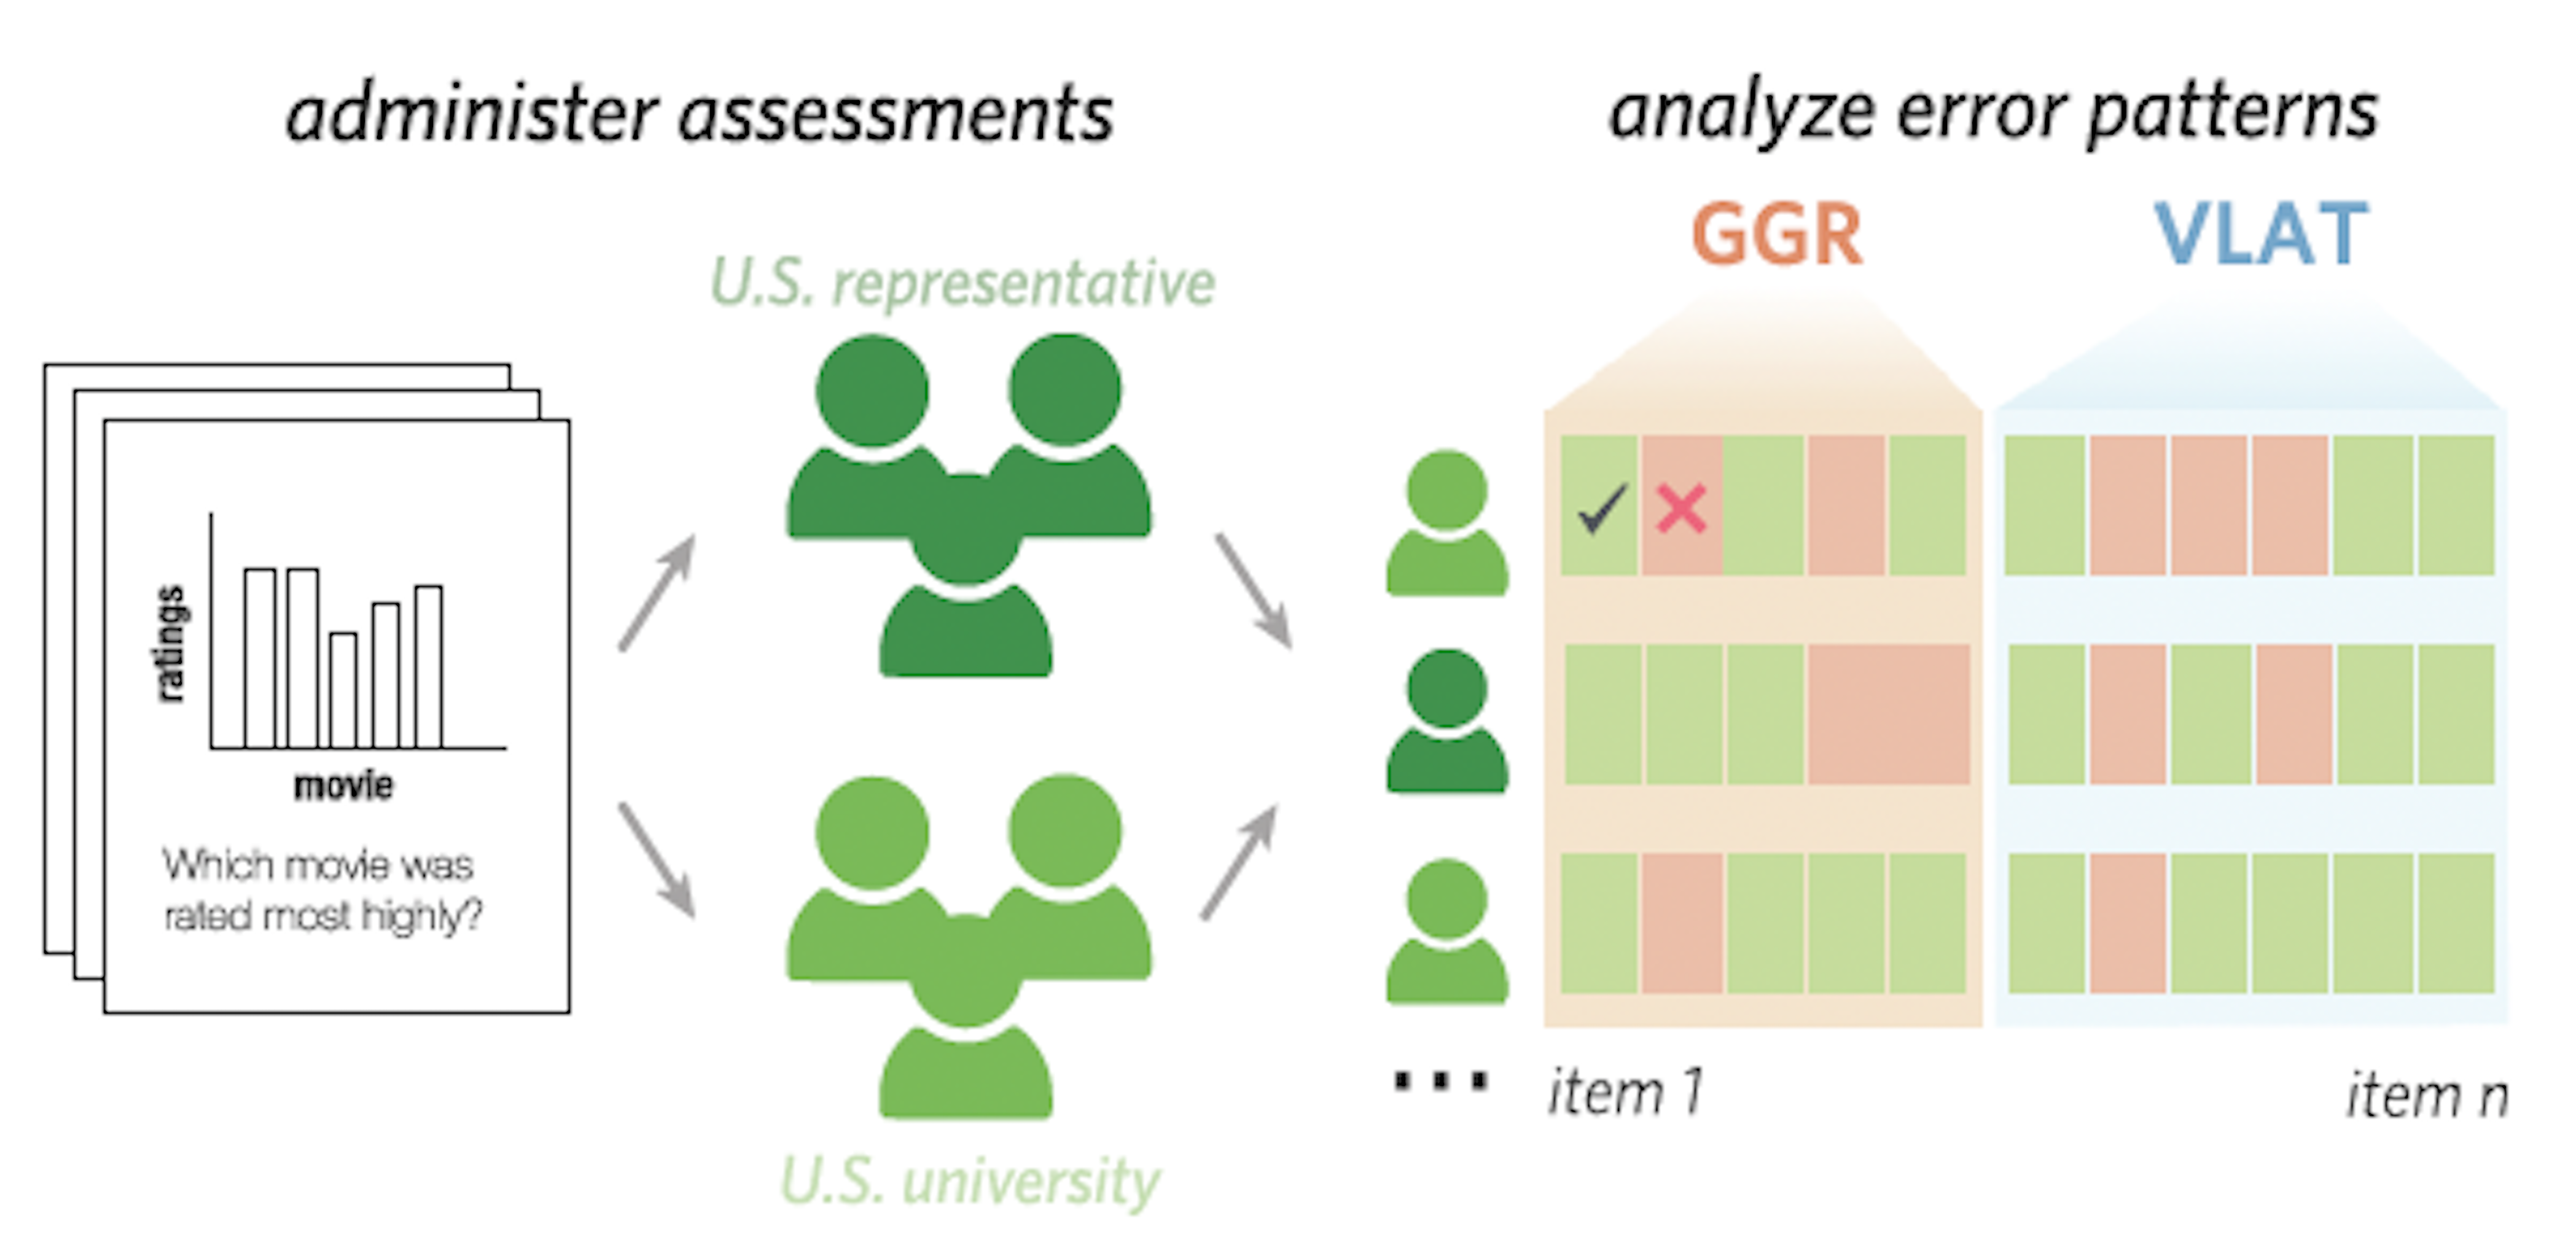 administer assessments
analyze error patterns
GGR
VLAT
U.S. representative
ratings
movie
Which movie was
rated most highly?
U.S. university
...
item 1
item n